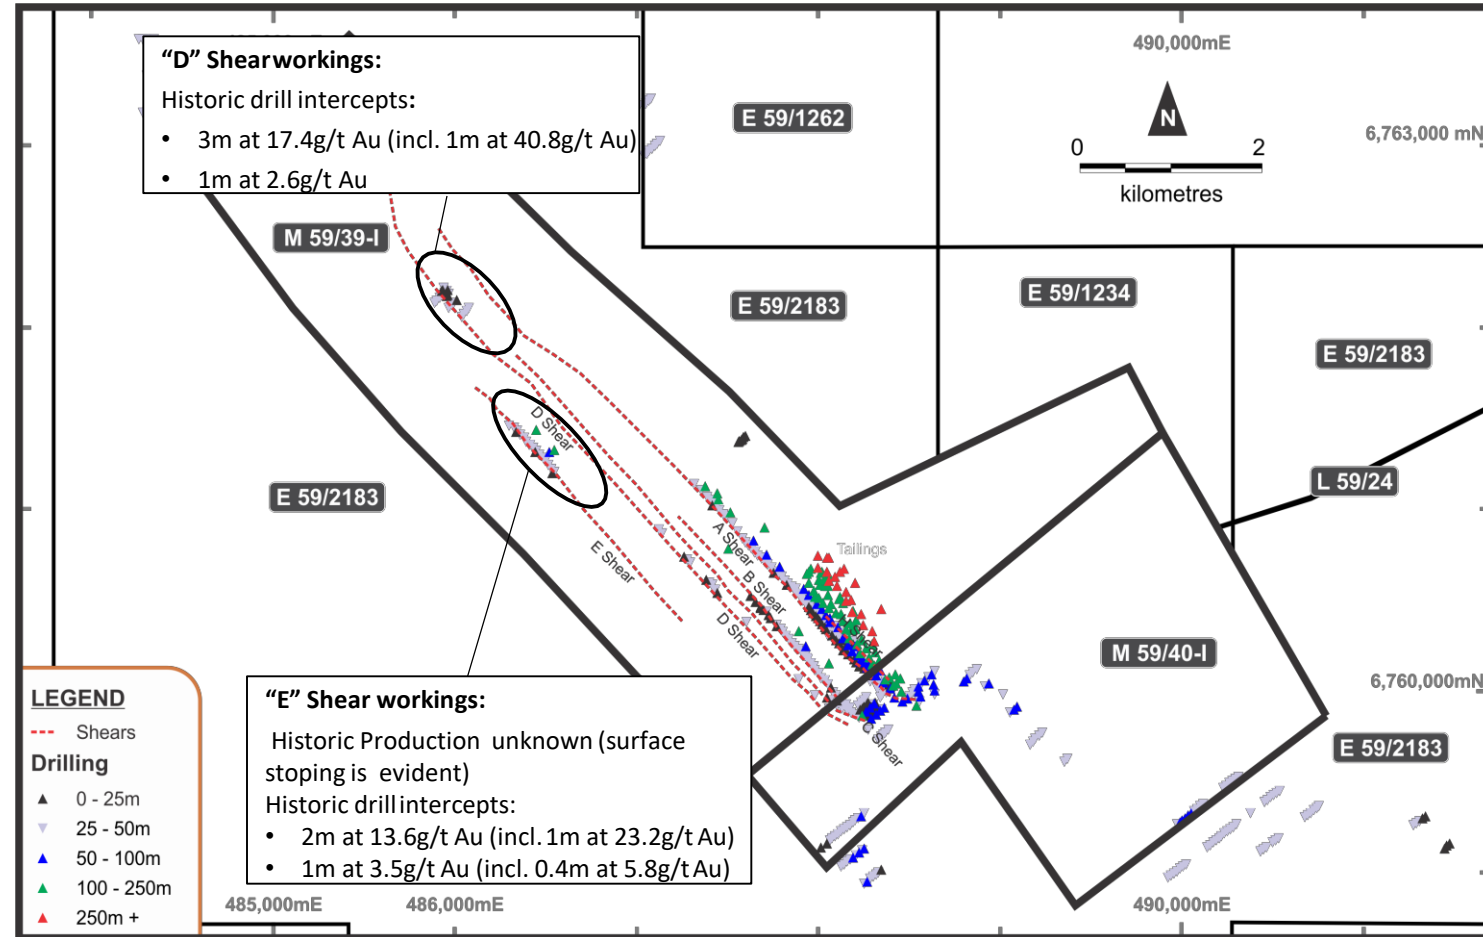 490,000mE
"D" Shearworkings:
Historic drill intercepts:
• 3m at 17.4g/t Au (incl. 1m at 40.8g/t Au)
• 1m at 2.6g/t Au
E 59/1262
N
6,763,000 mN
0 2
kilometres
M 59/39-I
E 59/2183
E 59/1234
E 59/2183
D Shear
E 59/2183
L 59/24
A Shear
Tailings
E Shear
B Shear
D Shear
Shear
M 59/40-I
6,760,000mN
C Shear
E 59/2183
"E" Shear workings:
Historic Production unknown (surface
stoping is evident)
Historic drill intercepts:
• 2m at 13.6g/t Au (incl. 1m at 23.2g/t Au)
• 1m at 3.5g/t Au (incl. 0.4m at 5.8g/t Au)
LEGEND
Shears
Drilling
0 - 25m
25 - 50m
50 - 100m
100 - 250m
250m +
485,000mE
486,000mE
490,000mE